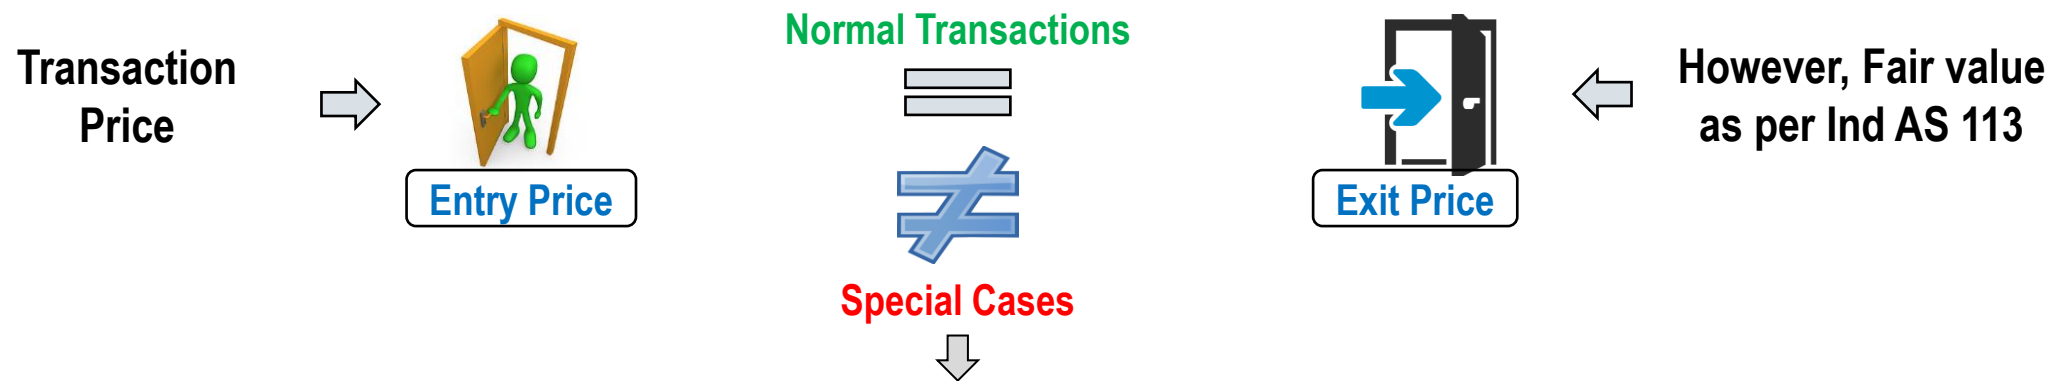 Transaction
Price
Entry Price
Normal Transactions
Special Cases
Exit Price
However, Fair value
as per Ind AS 113